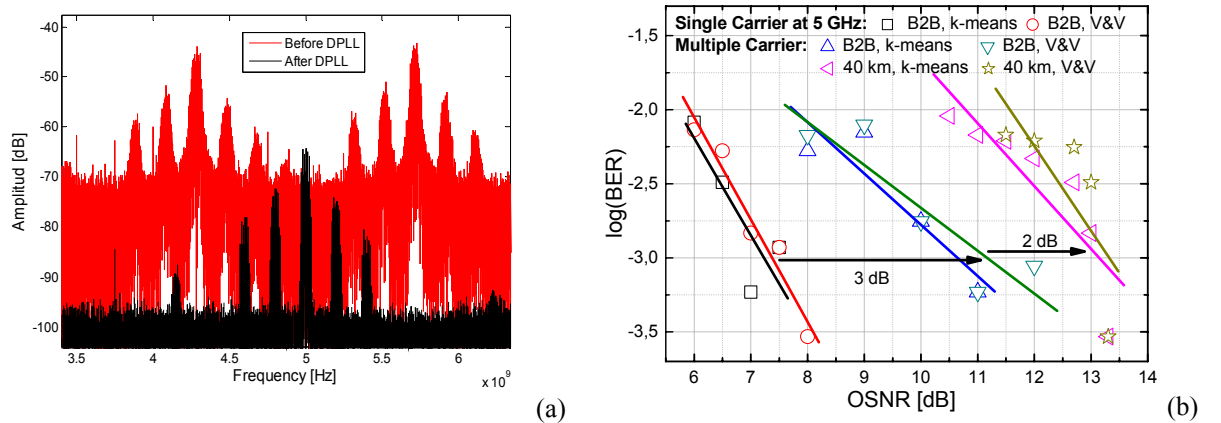 -40
-50
-60
-70
-80
-90
-100
Amplitud [dB]
Before DPLL
After DPLL
3.5 4 4.5 5 5.5 6
Frequency [Hz]
x 10^9
(a)
Single Carrier at 5 GHz: B2B, k-means B2B, V&V
Multiple Carrier: B2B, k-means B2B, V&V
40 km, k-means 40 km, V&V
-1,5
-2,0
-2,5
-3,0
-3,5
log(BER)
2 dB
3 dB
6 7 8 9 10 11 12 13 14
OSNR [dB]
(b)